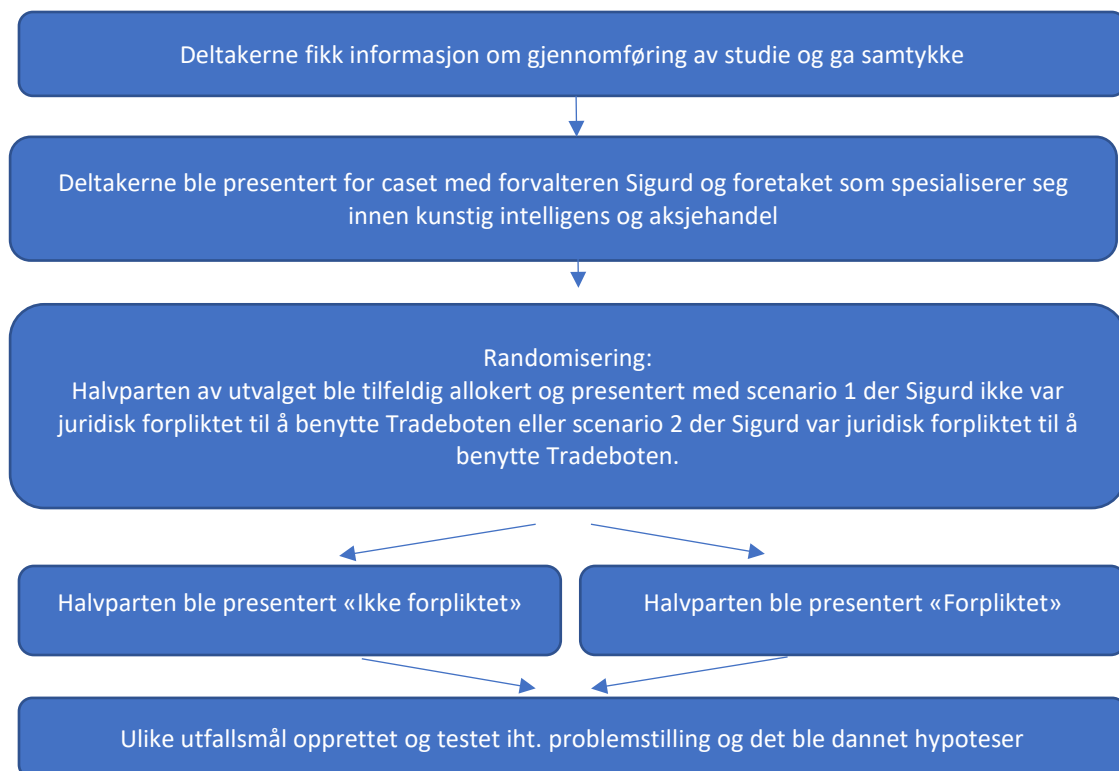 Deltakerne fikk informasjon om gjennomføring av studie og ga samtykke
Deltakerne ble presentert for caset med forvalteren Sigurd og foretaket som spesialiserer seg
innen kunstig intelligens og aksjehandel
Randomisering:
Halvparten av utvalget ble tilfeldig allokert og presentert med scenario 1 der Sigurd ikke var
juridisk forpliktet til å benytte Tradeboten eller scenario 2 der Sigurd var juridisk forpliktet til å
benytte Tradeboten.
Halvparten ble presentert «Ikke forpliktet»
Halvparten ble presentert «Forpliktet»
Ulike utfallsmål opprettet og testet iht. problemstilling og det ble dannet hypoteser